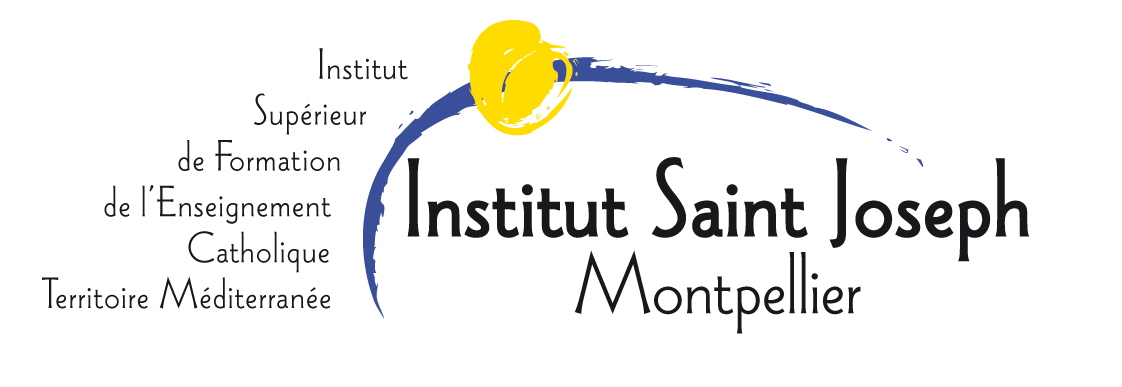 Institut
Supérieur
de Formation
de l'Enseignement
Catholique
Territoire Méditerranée
Institut Saint Joseph
Montpellier